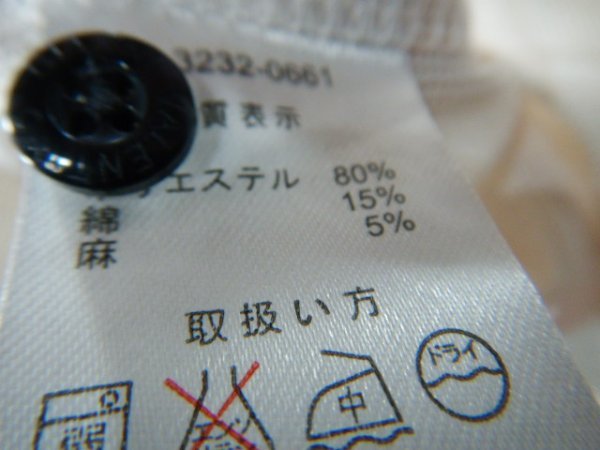 3232-0661
質表示
エステル 80%
綿 15%
麻 5%
取扱い方
中
ドライ